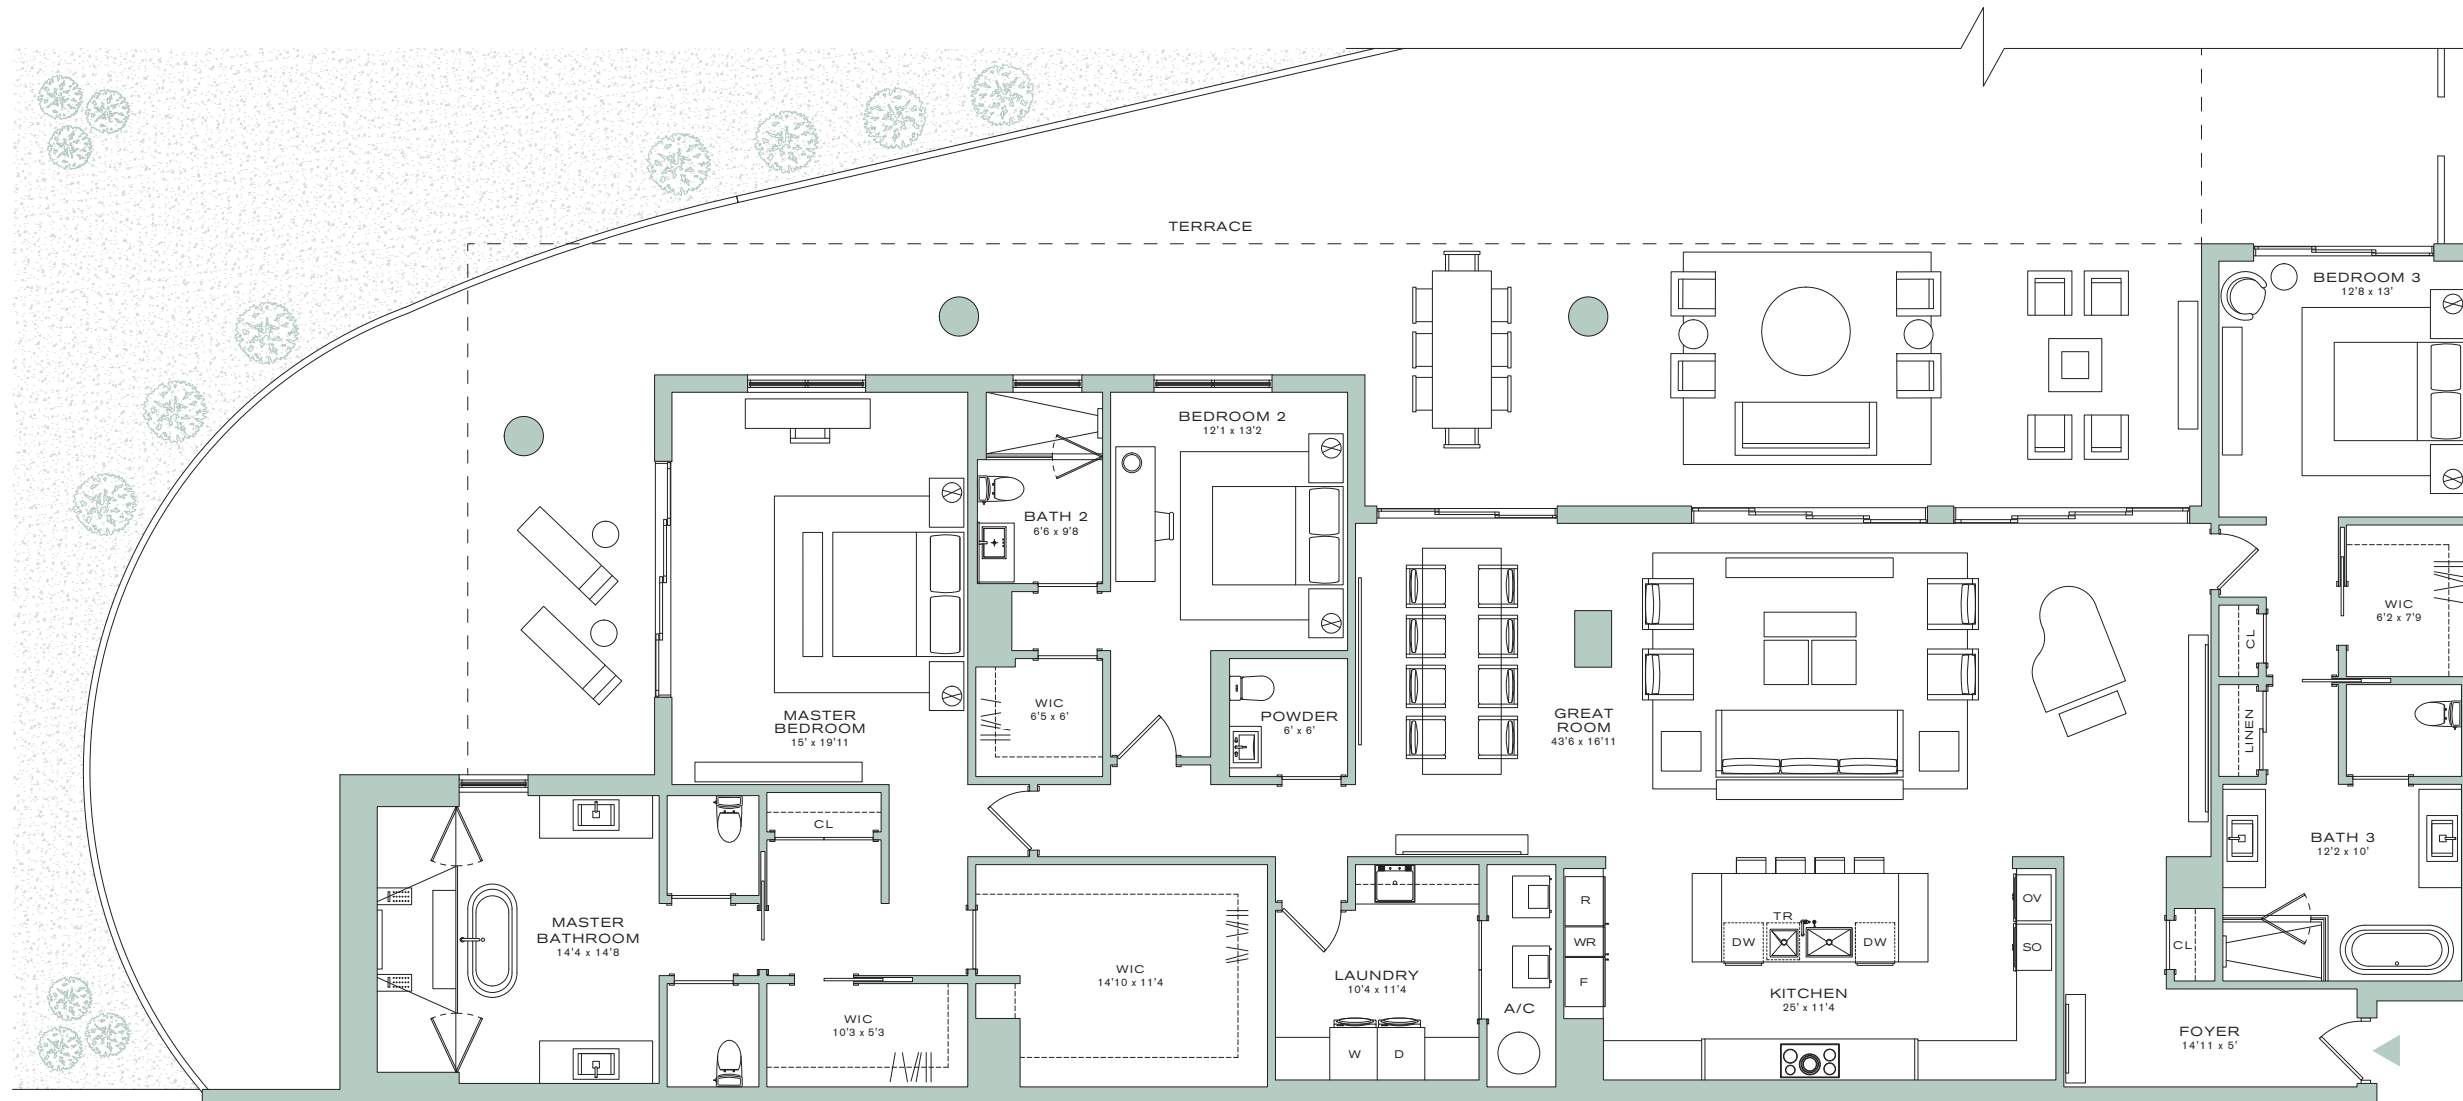 TERRACE
BEDROOM 3
12'8 x 13'
BEDROOM 2
12'1 x 13'2
BATH 2
6'6 x 9'8
WIC
6'2 x 7'9
CL
WIC
6'5 x 6'
MASTER
BEDROOM
15' x 19'11
POWDER
6' x 6'
GREAT
ROOM
43'6 x 16'11
LINEN
CL
BATH 3
12'2 x 10'
MASTER
BATHROOM
14'4 x 14'8
R
WR
F
TR
DW
DW
OV
SO
CL
WIC
14'10 x 11'4
LAUNDRY
10'4 x 11'4
A/C
KITCHEN
25' x 11'4
WIC
10'3 x 5'3
W
D
FOYER
14'11 x 5'